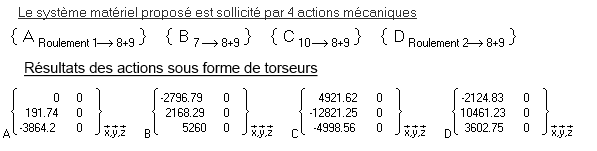 Le système matériel proposé est sollicité par 4 actions mécaniques
{ A Roulement 1→ 8+9 } { B 7→ 8+9 } { C 10→ 8+9 } { D Roulement 2→ 8+9 }
Résultats des actions sous forme de torseurs
0 0 -2796.79 0 4921.62 0 -2124.83 0
191.74 0 2168.29 0 -12821.25 0 10461.23 0
A -3864.2 0 x,y,z B 5260 0 x,y,z C -4998.56 0 x,y,z D 3602.75 0 x,y,z